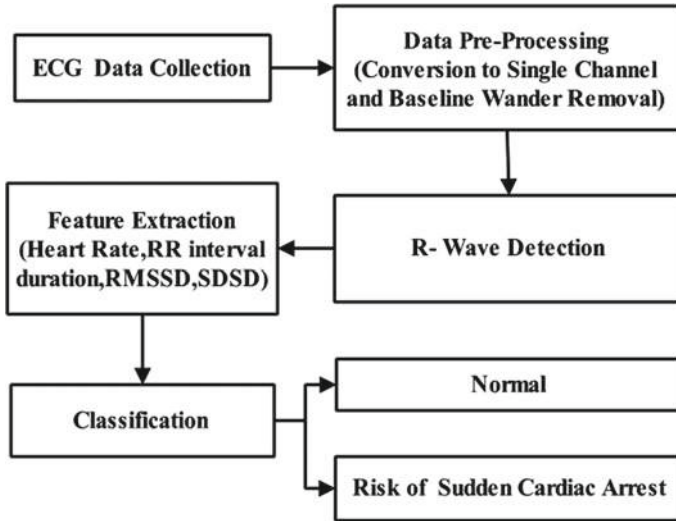 ECG Data Collection
Data Pre-Processing
(Conversion to Single Channel
and Baseline Wander Removal)
R- Wave Detection
Feature Extraction
(Heart Rate,RR interval
duration,RMSSD,SDSD)
Classification
Normal
Risk of Sudden Cardiac Arrest